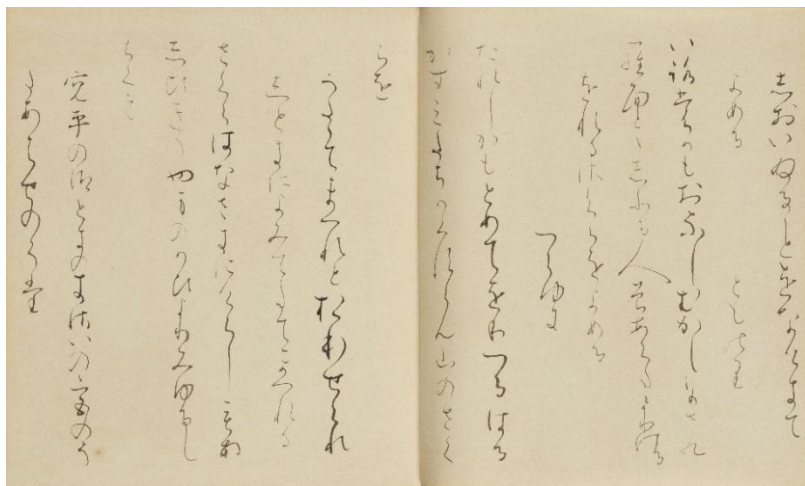 しおいぬることをなけきて
よめる　とものり
いろもかもおなしむかしにさくら
めとゝしふる人そあらたまりける
をれるさくらをよめる
つらゆき
たれしかもとめてをりつるはる
かすみたちかくすらん山のさく
らを
うたたてまつれとおほせられ
しときによみてたてまつれる
さくらはなさきにけらしもあ
しひきのやまのかひよりみゆるし
らくも
寛平の御ときのきさいの宮のう
たあはせのうた